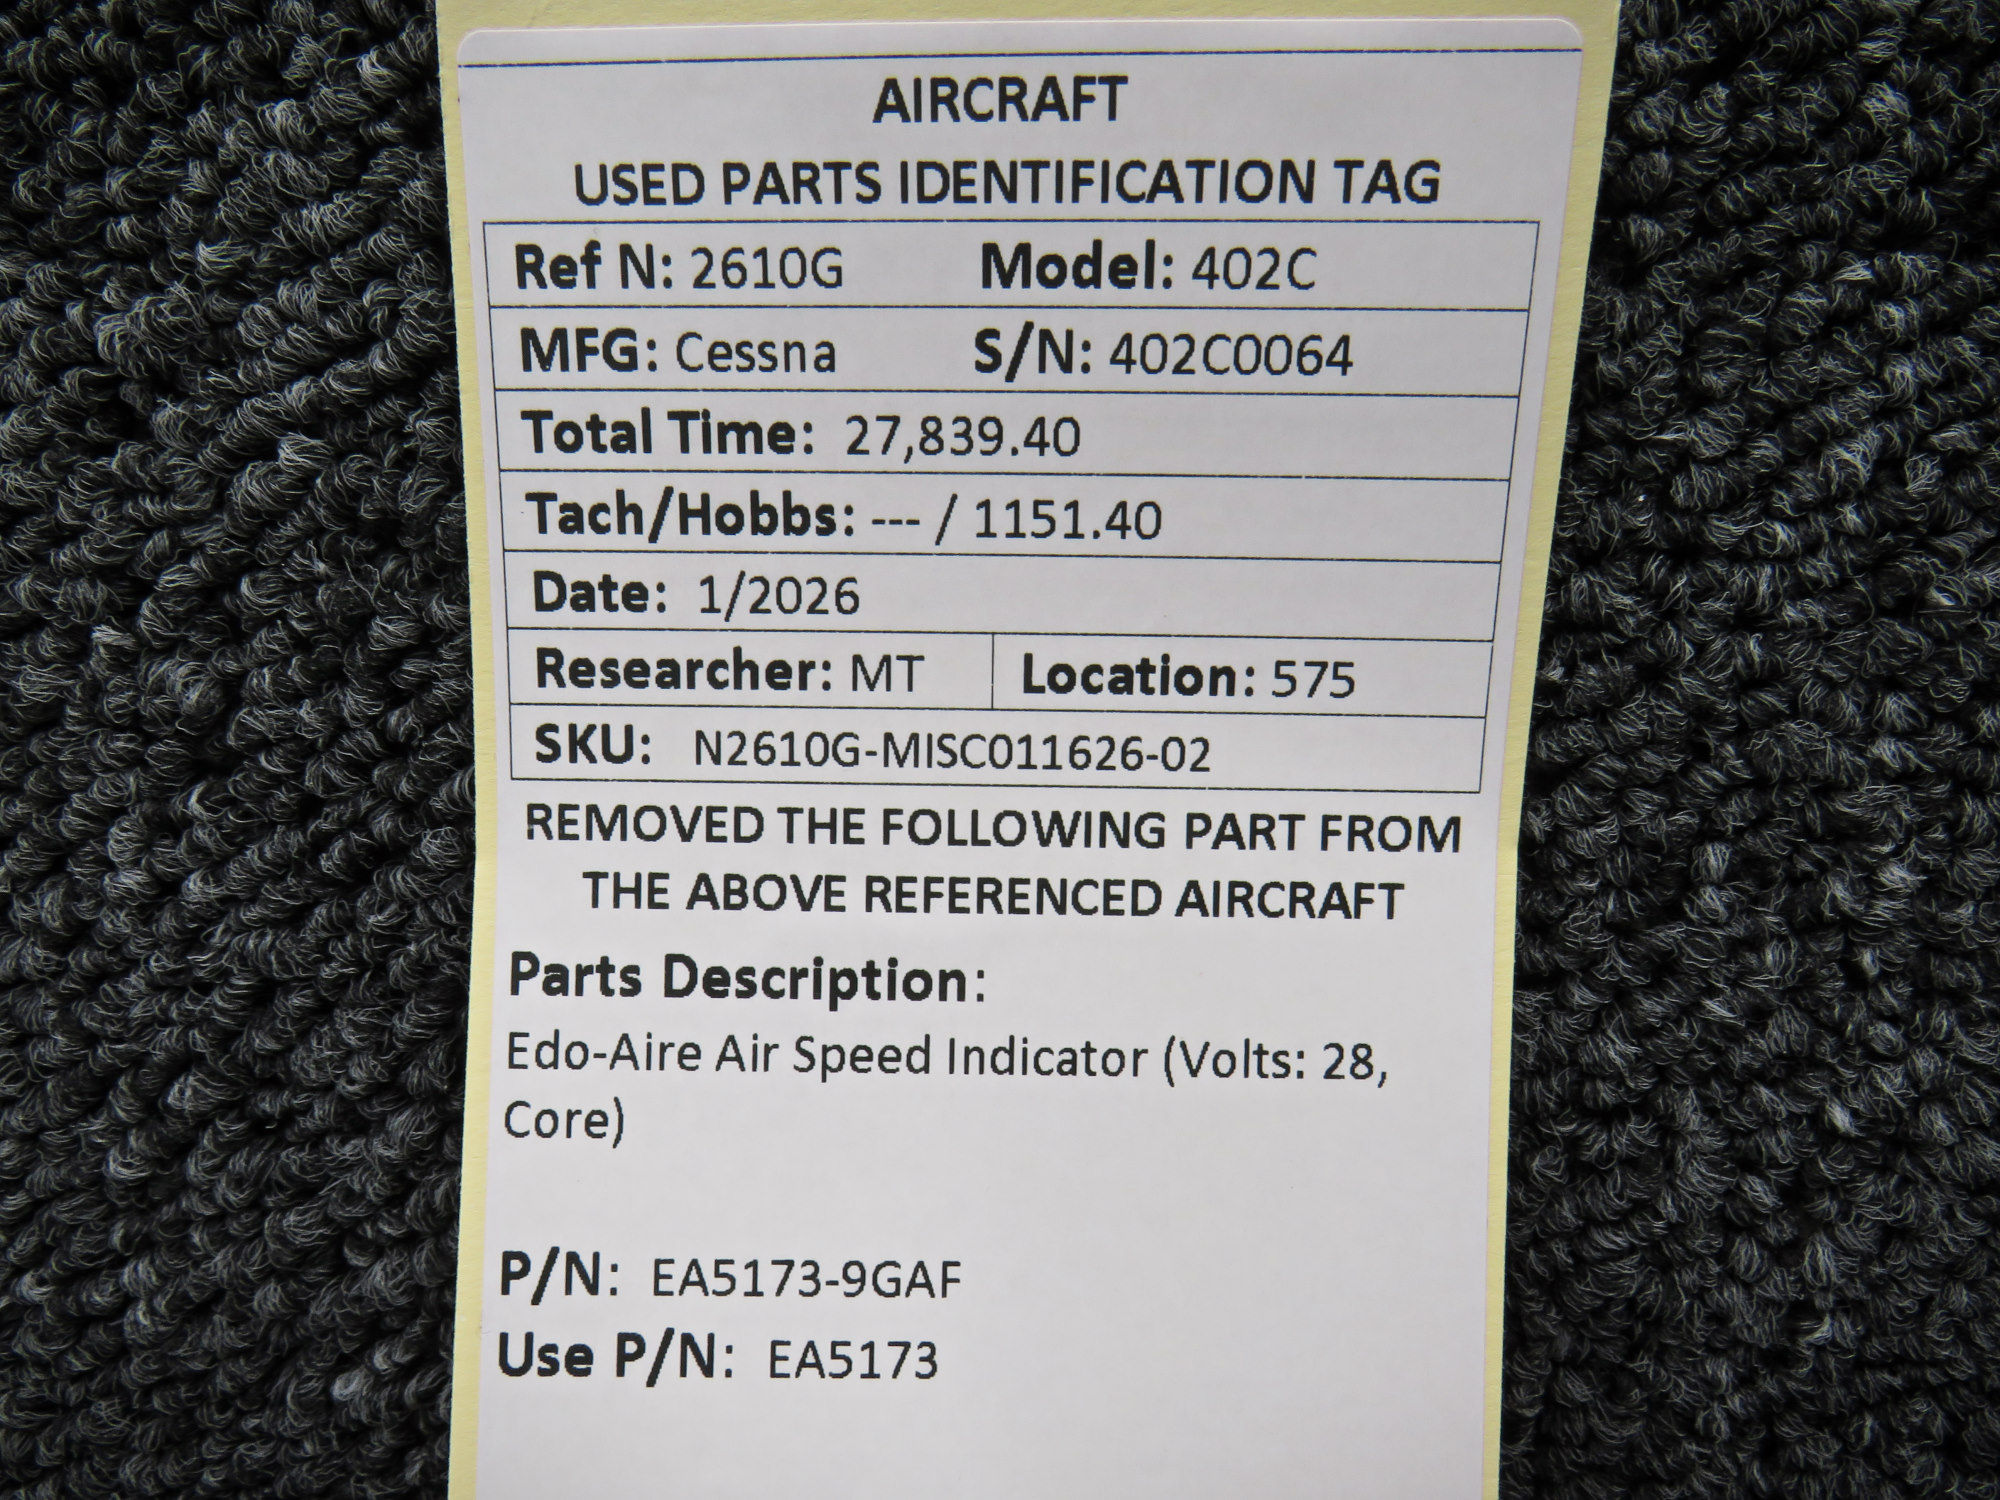 AIRCRAFT
USED PARTS IDENTIFICATION TAG
Ref N: 2610G Model: 402C
MFG: Cessna S/N: 402C0064
Total Time: 27,839.40
Tach/Hobbs: --- / 1151.40
Date: 1/2026
Researcher: MT Location: 575
SKU: N2610G-MISC011626-02
REMOVED THE FOLLOWING PART FROM
THE ABOVE REFERENCED AIRCRAFT
Parts Description:
Edo-Aire Air Speed Indicator (Volts: 28,
Core)
P/N: EA5173-9GAF
Use P/N: EA5173